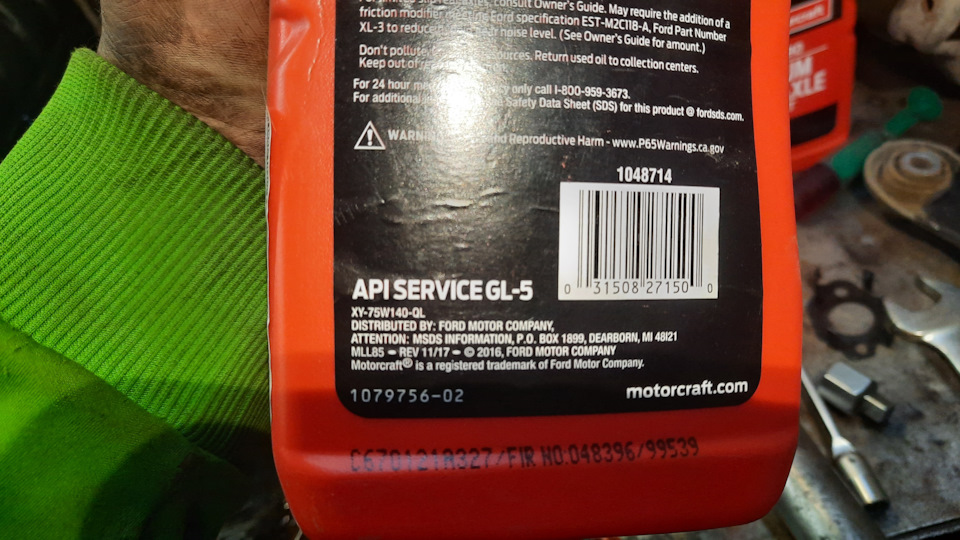 consult Owner's Guide. May require the addition of a
friction modifier Ford specification EST-M2C118-A, Ford Part Number
XL-3 to reduce noise level. (See Owner's Guide for amount.)
Don't pollute. Return used oil to collection centers.
Keep out of
For 24 hour only call 1-800-959-3673.
For additional Safety Data Sheet (SDS) for this product @ fordsds.com.
and Reproductive Harm - www.P65Warnings.ca.gov
1048714
0 31508 27150 0
API SERVICE GL-5
XY-75W140-QL
DISTRIBUTED BY: FORD MOTOR COMPANY,
ATTENTION: MSDS INFORMATION, P.O. BOX 1899, DEARBORN, MI 48121
MLL85 – REV 11/17 – © 2016, FORD MOTOR COMPANY
Motorcraft® is a registered trademark of Ford Motor Company.
1079756-02
motorcraft.com
/FIR NO.048396/99539